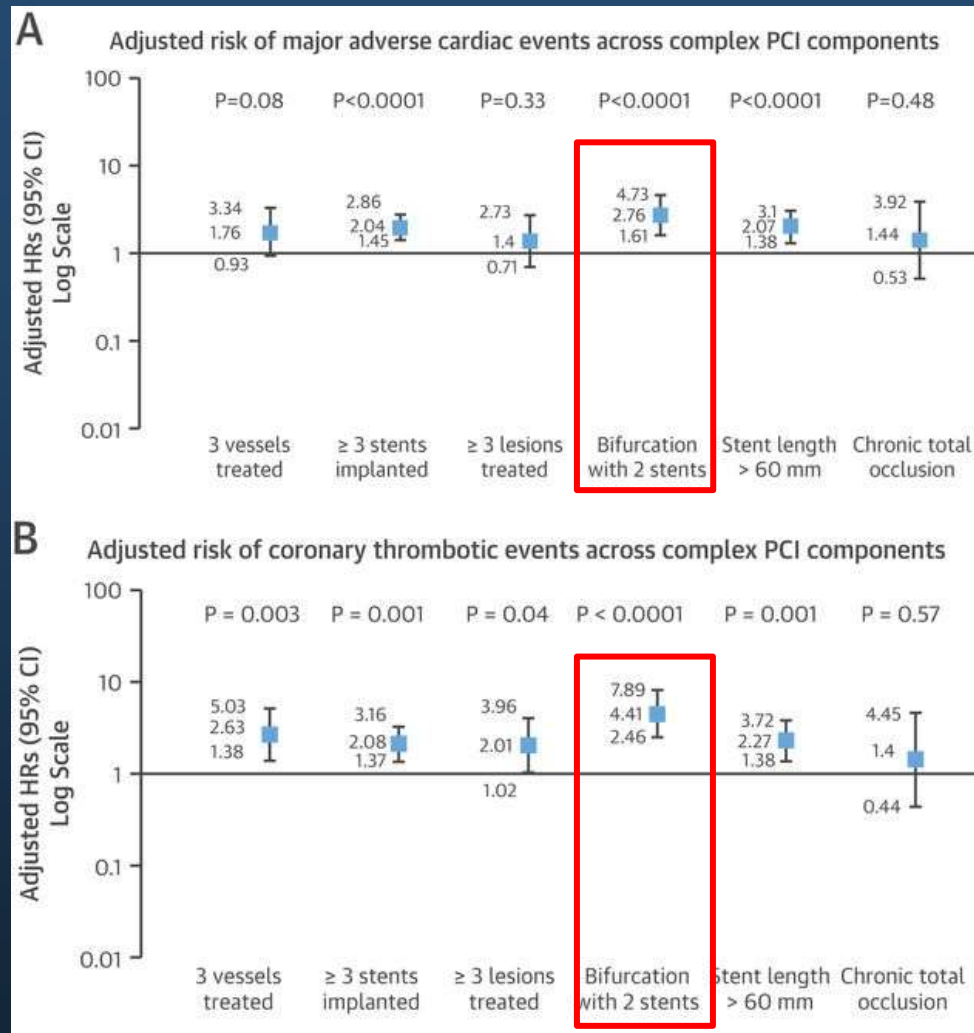 A
Adjusted risk of major adverse cardiac events across complex PCI components
Adjusted HRs (95% CI)
Log Scale
100
10
1
0.1
0.01
P=0.08 P<0.0001 P=0.33 P<0.0001 P<0.0001 P=0.48
3.34
1.76
0.93
2.86
2.04
1.45
2.73
1.4
0.71
4.73
2.76
1.61
3.1
2.07
1.38
3.92
1.44
0.53
3 vessels
treated
≥ 3 stents
implanted
≥ 3 lesions
treated
Bifurcation
with 2 stents
Stent length
> 60 mm
Chronic total
occlusion
B
Adjusted risk of coronary thrombotic events across complex PCI components
Adjusted HRs (95% CI)
Log Scale
100
10
1
0.1
0.01
P = 0.003 P = 0.001 P = 0.04 P < 0.0001 P = 0.001 P = 0.57
5.03
2.63
1.38
3.16
2.08
1.37
3.96
2.01
1.02
7.89
4.41
2.46
3.72
2.27
1.38
4.45
1.4
0.44
3 vessels
treated
≥ 3 stents
implanted
≥ 3 lesions
treated
Bifurcation
with 2 stents
Stent length
> 60 mm
Chronic total
occlusion